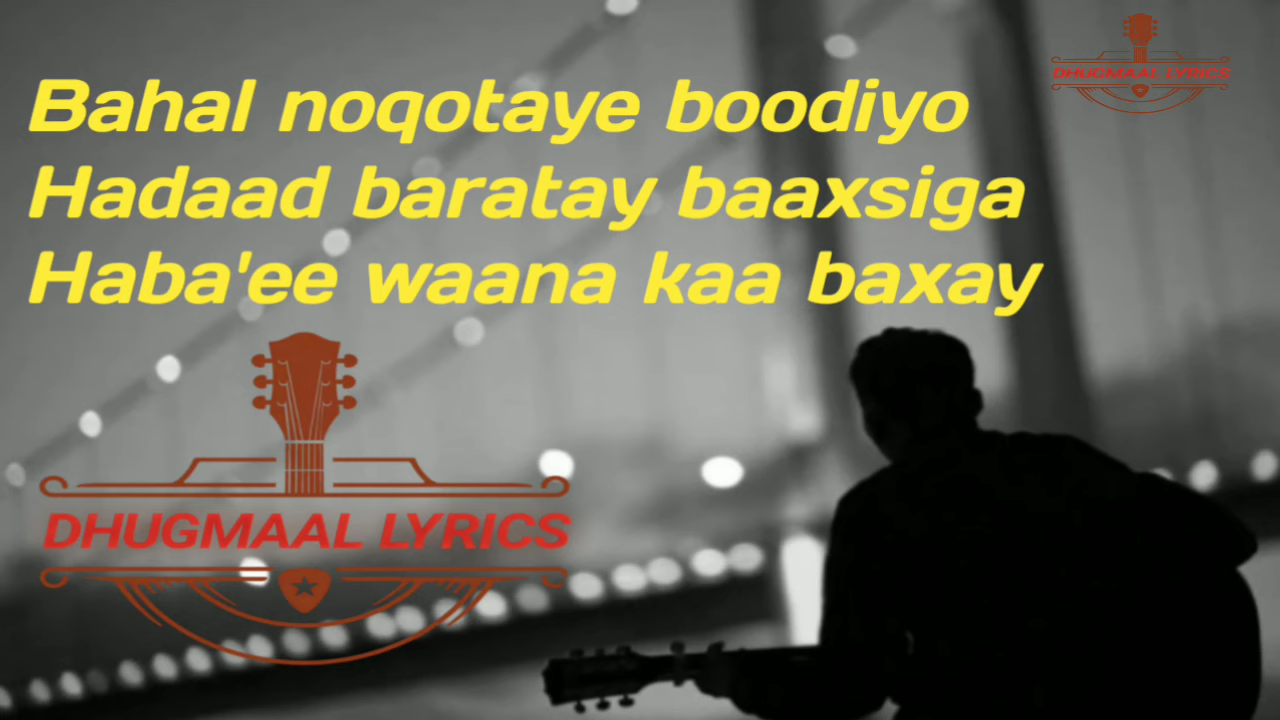 DHUGMAAL LYRICS
Bahal noqotaye boodiyo
Hadaad baratay baaxsiga
Haba'ee waana kaa baxay
DHUGMAAL LYRICS